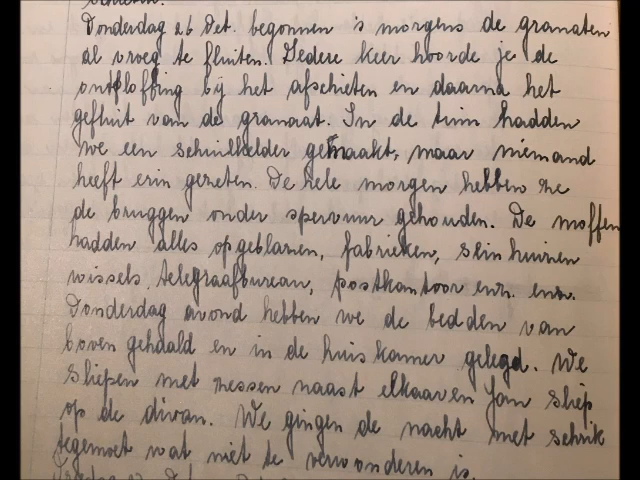 Donderdag 26 Oct. begonnen 's morgens de granaten
al vroeg te fluiten. Iedere keer hoorde je de
ontploffing bij het afschieten en daarna het
gefluit van de granaat. In de tuin hadden
we een schuilkelder gemaakt, maar niemand
heeft erin gezeten. De hele morgen hebben ze
de bruggen onder spervuur gehouden. De moffen
hadden alles opgeblazen, fabrieken, seinhuizen
wissels, telegraafbureau, postkantoor enz. enz.
Donderdag avond hebben we de bedden van
boven gehaald en in de huiskamer gelegd. We
sliepen met zessen naast elkaar en Jan sliep
op de divan. We gingen de nacht met schrik
tegemoet wat niet te verwonderen is.